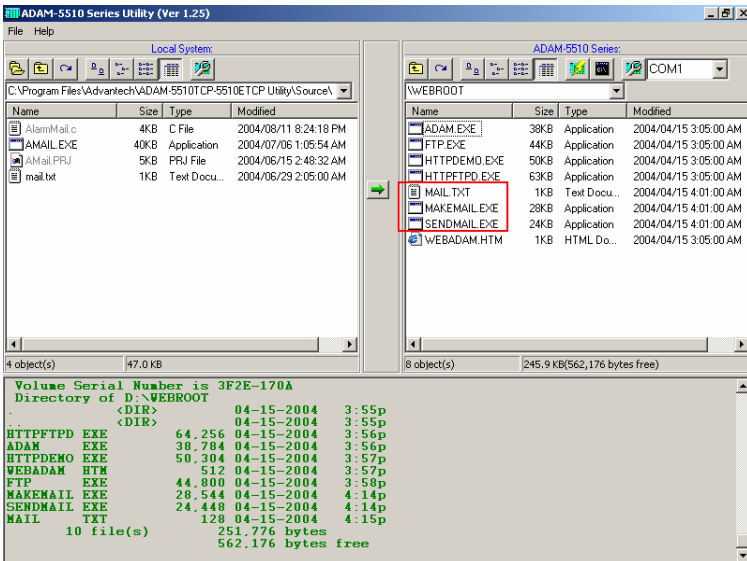 ADAM-5510 Series Utility (Ver 1.25)
File Help
Local System:
C:\Program Files\Advantech\ADAM-5510TCP-5510ETCP Utility\Source\
Name Size Type Modified
AlarmMail.c 4KB C File 2004/08/11 8:24:18 PM
AMAIL.EXE 40KB Application 2004/07/06 1:05:54 AM
AMail.PRJ 5KB PRJ File 2004/06/15 2:48:32 AM
mail.txt 1KB Text Docu... 2004/06/29 2:05:00 AM
4 object(s) 47.0 KB
ADAM-5510 Series:
COM1
\WEBROOT
Name Size Type Modified
ADAM.EXE 38KB Application 2004/04/15 3:05:00 AM
FTP.EXE 44KB Application 2004/04/15 3:05:00 AM
HTTPDEMO.EXE 50KB Application 2004/04/15 3:05:00 AM
HTTPFTPD.EXE 63KB Application 2004/04/15 3:05:00 AM
MAIL.TXT 1KB Text Docu... 2004/04/15 4:01:00 AM
MAKEMAIL.EXE 28KB Application 2004/04/15 4:01:00 AM
SENDMAIL.EXE 24KB Application 2004/04/15 4:01:00 AM
WEBADAM.HTM 1KB HTML Do... 2004/04/15 3:05:00 AM
8 object(s) 245.9 KB(562,176 bytes free)
Volume Serial Number is 3F2E-170A
Directory of D:\WEBROOT
. <DIR> 04-15-2004 3:55p
.. <DIR> 04-15-2004 3:55p
HTTPFTPD EXE 64,256 04-15-2004 3:56p
ADAM EXE 38,784 04-15-2004 3:56p
HTTPDEMO EXE 50,304 04-15-2004 3:57p
WEBADAM HTM 512 04-15-2004 3:57p
FTP EXE 44,800 04-15-2004 3:58p
MAKEMAIL EXE 28,544 04-15-2004 4:14p
SENDMAIL EXE 24,448 04-15-2004 4:14p
MAIL TXT 128 04-15-2004 4:15p
10 file(s) 251,776 bytes
562,176 bytes free